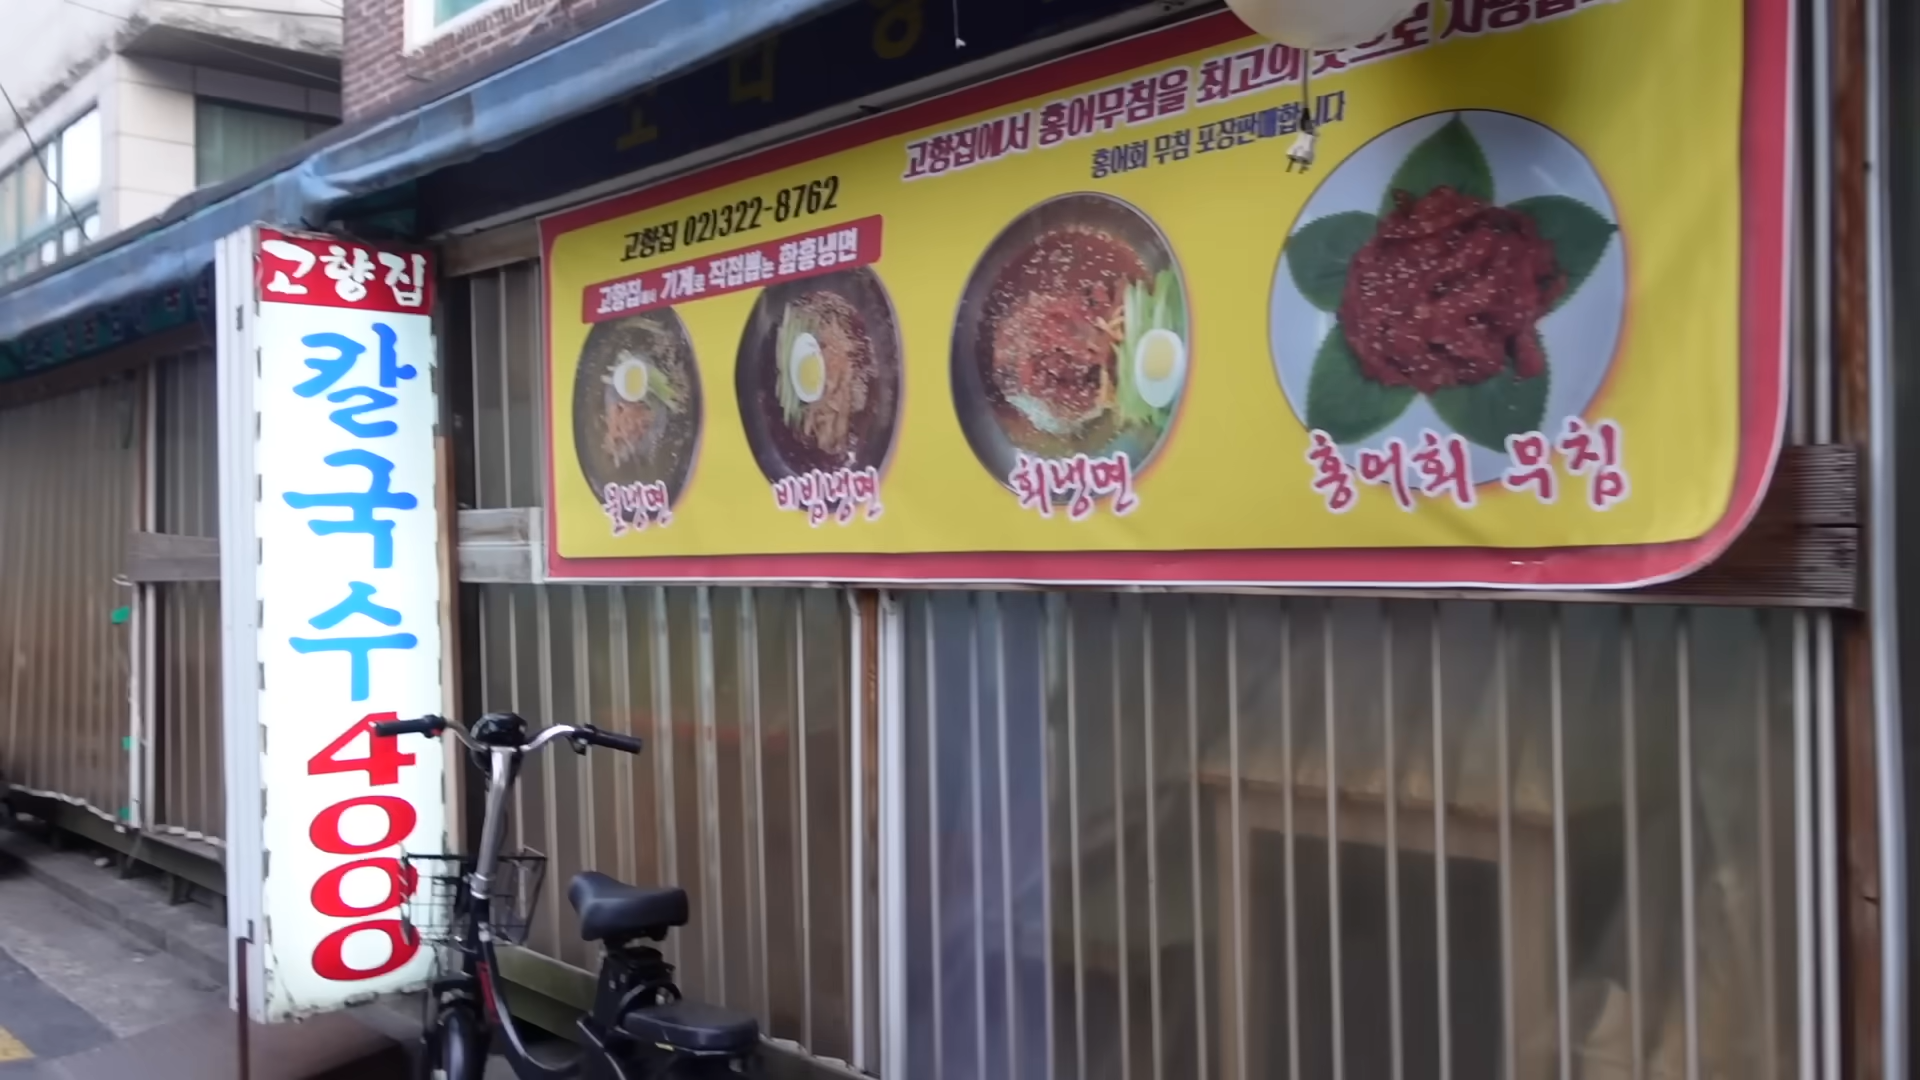 고향집
칼국수
4000
고향집에서 홍어무침을 최고의 맛으로
홍어회 무침 포장판매합니다
고향집 02)322-8762
고향집에서 기계로 직접뽑는 함흥냉면
물냉면
비빔냉면
회냉면
홍어회 무침